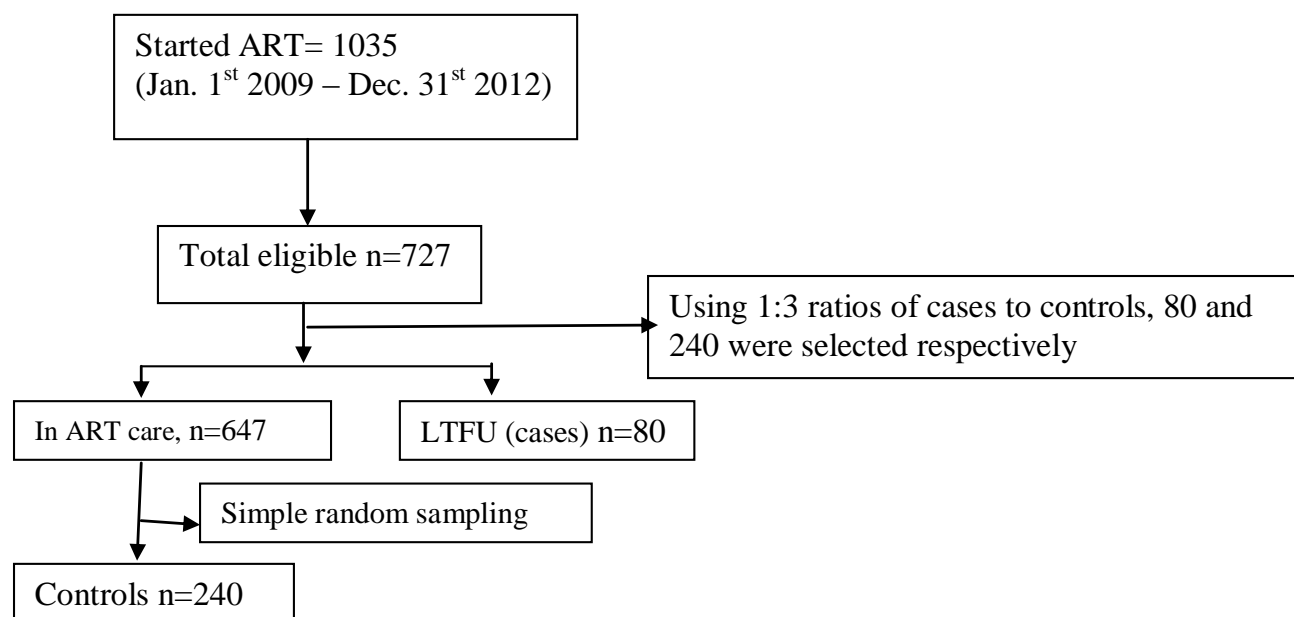 Started ART= 1035
(Jan. 1st 2009 – Dec. 31st 2012)
Total eligible n=727
Using 1:3 ratios of cases to controls, 80 and
240 were selected respectively
In ART care, n=647
LTFU (cases) n=80
Simple random sampling
Controls n=240